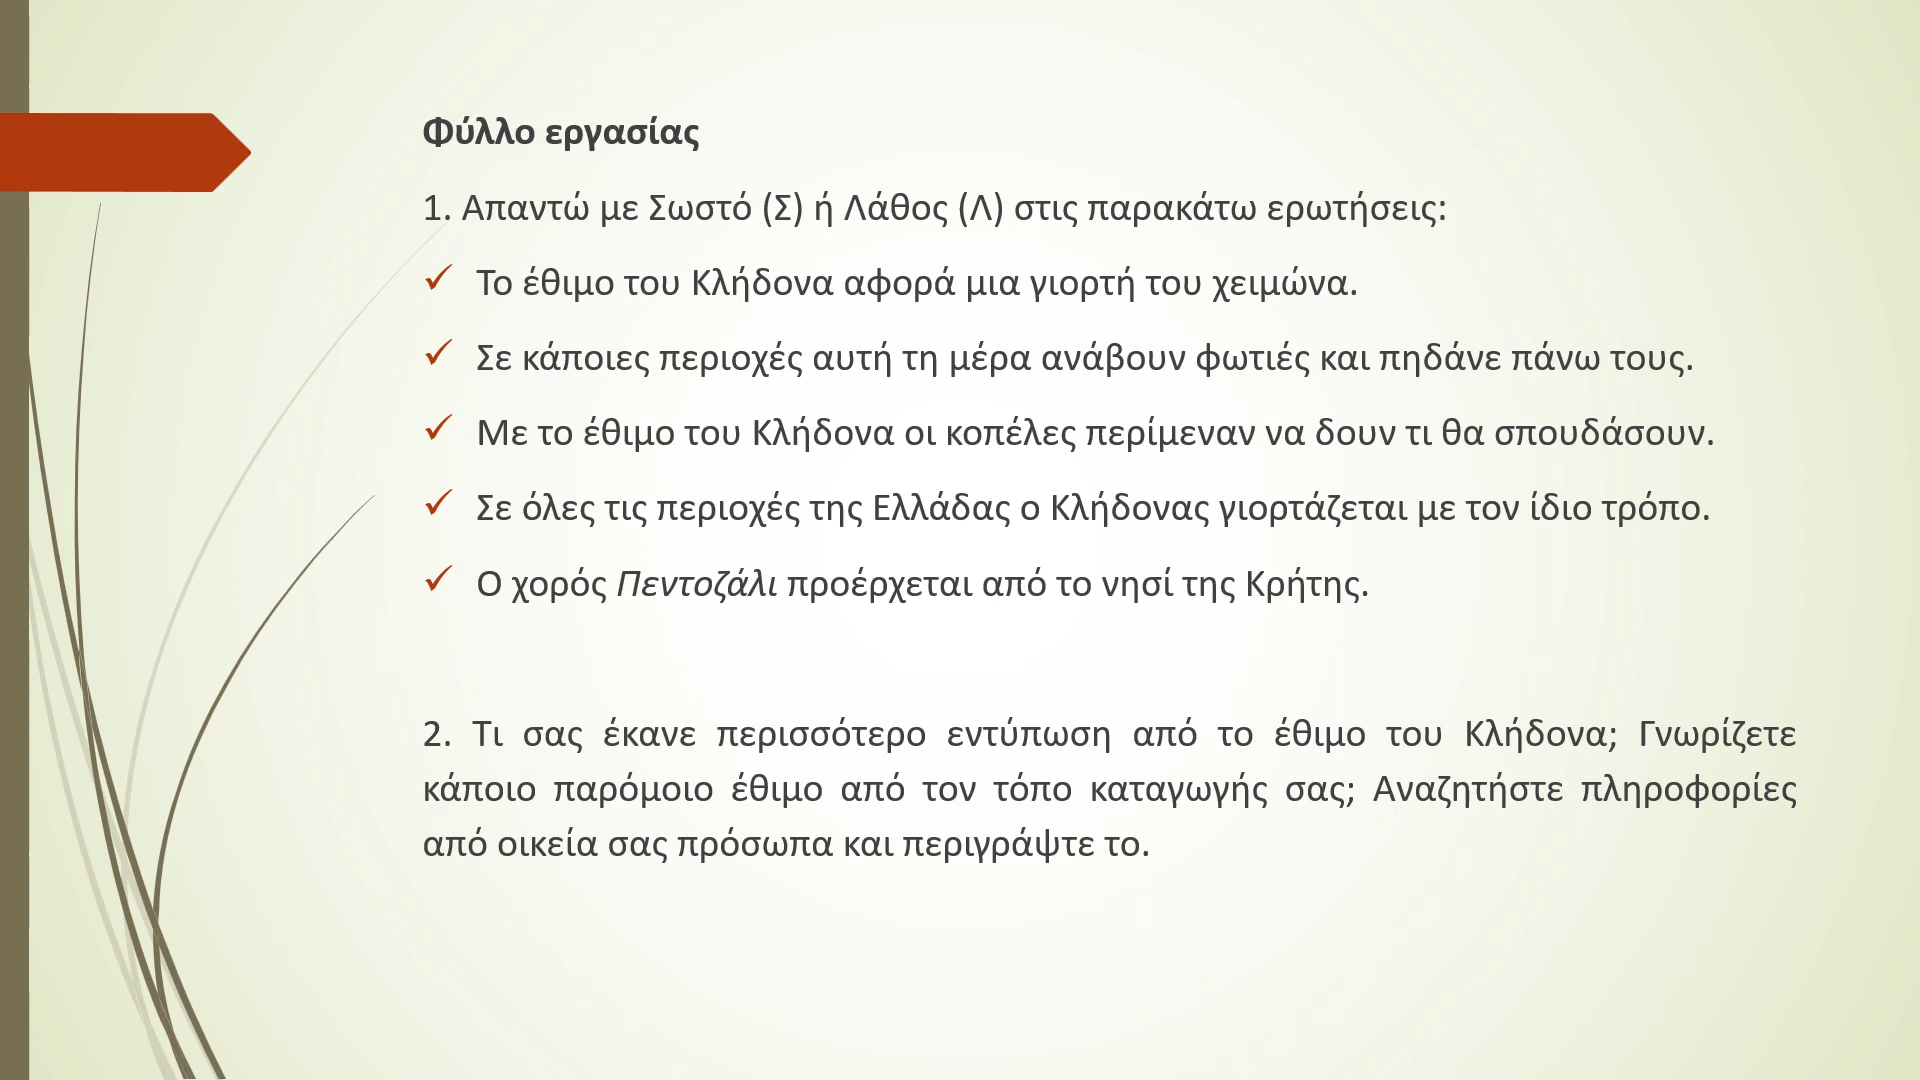 Φύλλο εργασίας
1. Απαντώ με Σωστό (Σ) ή Λάθος (Λ) στις παρακάτω ερωτήσεις:
✓ Το έθιμο του Κλήδονα αφορά μια γιορτή του χειμώνα.
✓ Σε κάποιες περιοχές αυτή τη μέρα ανάβουν φωτιές και πηδάνε πάνω τους.
✓ Με το έθιμο του Κλήδονα οι κοπέλες περίμεναν να δουν τι θα σπουδάσουν.
✓ Σε όλες τις περιοχές της Ελλάδας ο Κλήδονας γιορτάζεται με τον ίδιο τρόπο.
✓ Ο χορός Πεντοζάλι προέρχεται από το νησί της Κρήτης.
2. Τι σας έκανε περισσότερο εντύπωση από το έθιμο του Κλήδονα; Γνωρίζετε
κάποιο παρόμοιο έθιμο από τον τόπο καταγωγής σας; Αναζητήστε πληροφορίες
από οικεία σας πρόσωπα και περιγράψτε το.